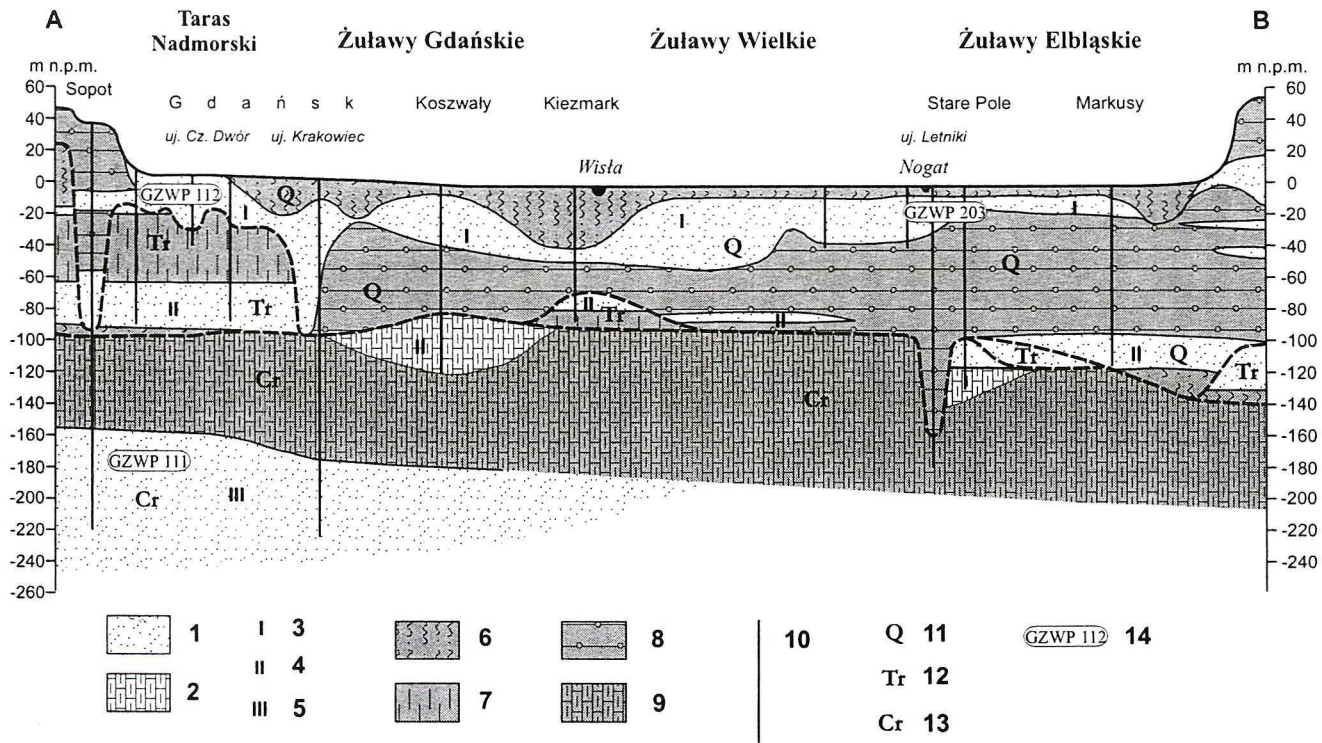 A
Taras
Nadmorski
Żuławy Gdańskie
Żuławy Wielkie
Żuławy Elbląskie
B
m n.p.m.
Sopot
G d a ń s k
Koszwały
Kiezmark
Stare Pole
Markusy
m n.p.m.
uj. Cz. Dwór
uj. Krakowiec
uj. Letniki
Wisła
Nogat
60
40
20
0
-20
-40
-60
-80
-100
-120
-140
-160
-180
-200
-220
-240
-260
60
40
20
0
-20
-40
-60
-80
-100
-120
-140
-160
-180
-200
-220
-240
GZWP 112
Q
I
I
I
GZWP 203
I
Tr
Q
Q
Q
II
Tr
II
Tr
II
II
Tr
II
Q
Tr
Cr
Cr
GZWP 111
Cr
III
1
I
3
6
8
10
Q
11
GZWP 112
14
II
4
2
III
5
7
9
Tr
12
Cr
13